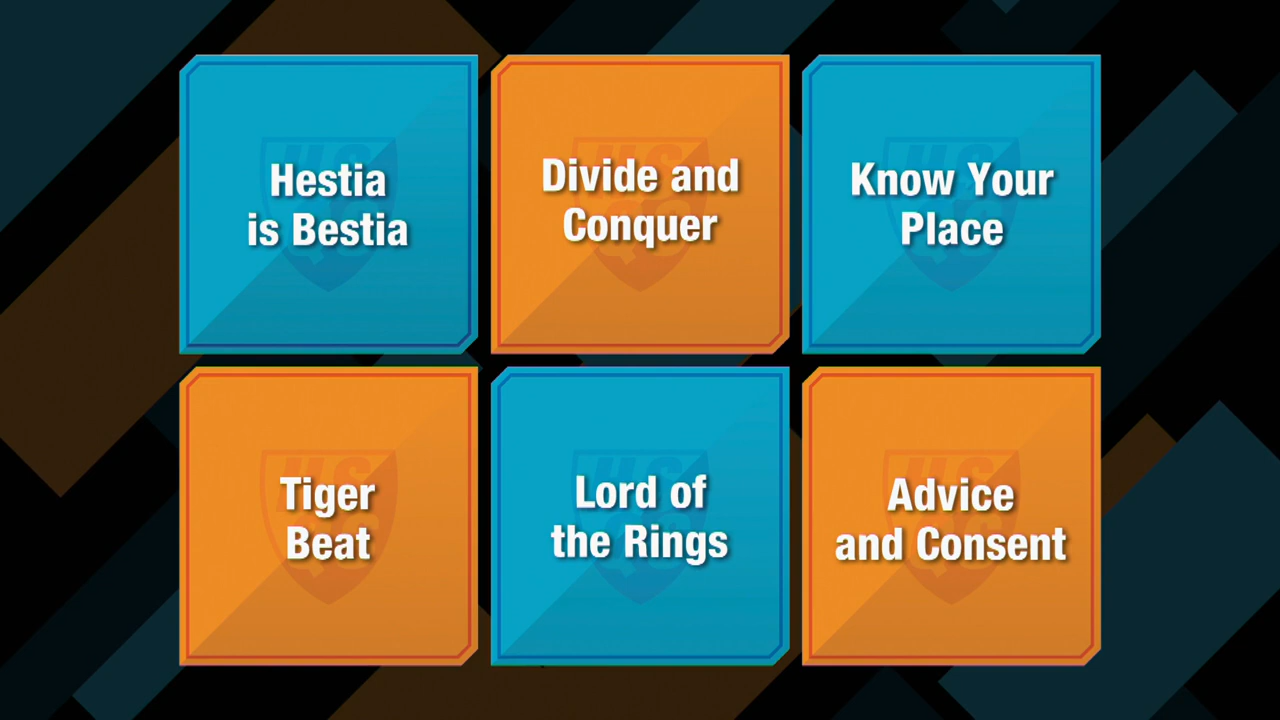 Hestia
is Bestia
Divide and
Conquer
Know Your
Place
Tiger
Beat
Lord of
the Rings
Advice
and Consent